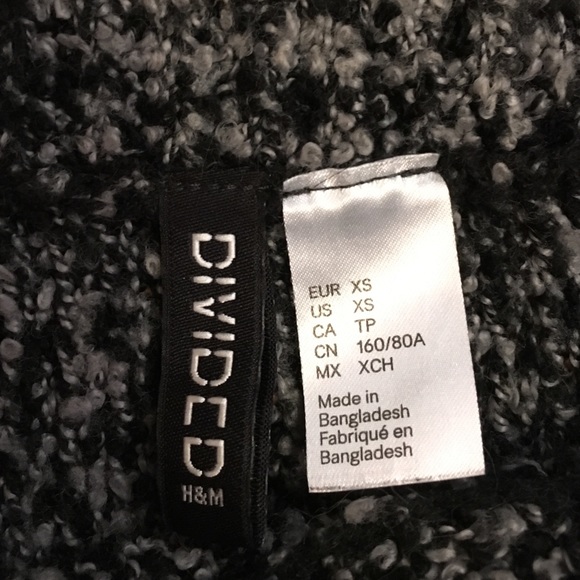 DIVIDED
H&M
EUR XS
US XS
CA TP
CN 160/80A
MX XCH
Made in
Bangladesh
Fabriqué en
Bangladesh